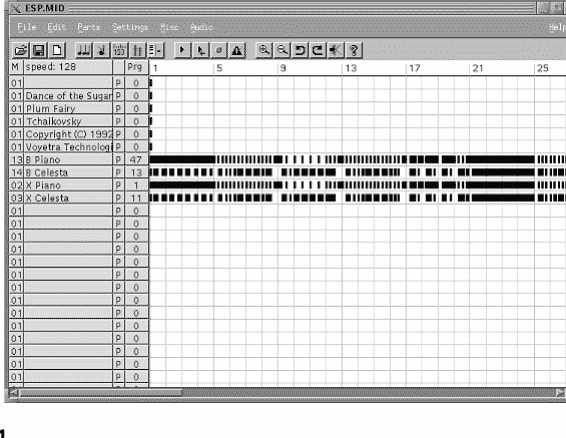 ESP.MID
File Edit Parts Settings Misc Audio Help
M speed: 128 Prg 1 5 9 13 17 21 25
01 P 0
01 Dance of the Sugar P 0
01 Plum Fairy P 0
01 Tchaikovsky P 0
01 Copyright (C) 1992 P 0
01 Voyetra Technologi P 0
13 B Piano P 47
14 B Celesta P 13
02 X Piano P 1
03 X Celesta P 11
01 P 0
01 P 0
01 P 0
01 P 0
01 P 0
01 P 0
01 P 0
01 P 0
01 P 0
01 P 0
01 P 0
01 P 0
01 P 0
01 P 0
1